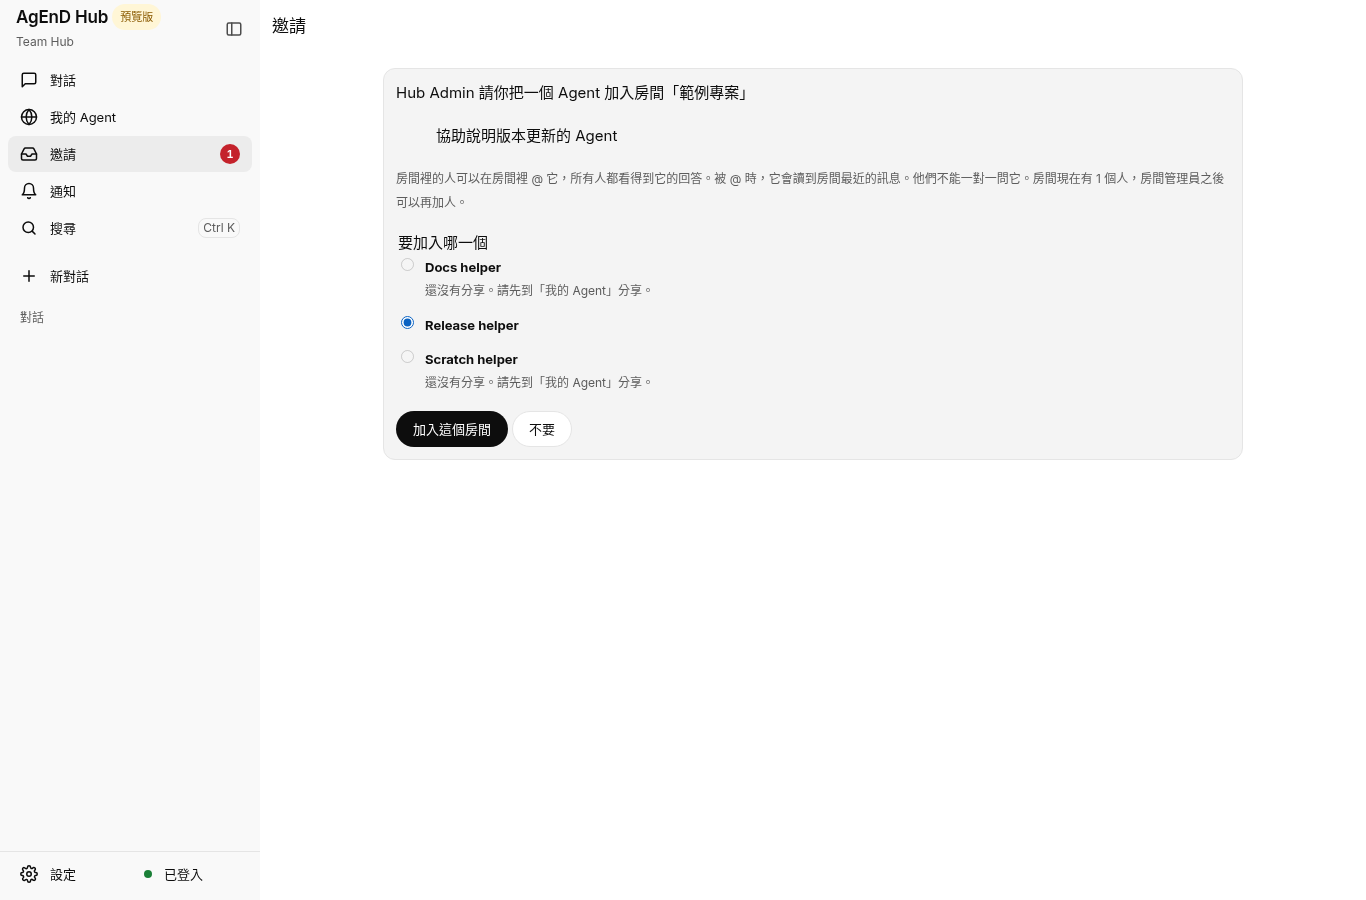 AgEnD Hub 預覽版
Team Hub
對話
我的 Agent
邀請 1
通知
搜尋 Ctrl K
新對話
對話
設定 已登入
邀請
Hub Admin 請你把一個 Agent 加入房間「範例專案」
協助說明版本更新的 Agent
房間裡的人可以在房間裡 @ 它，所有人都看得到它的回答。被 @ 時，它會讀到房間最近的訊息。他們不能一對一問它。房間現在有 1 個人，房間管理員之後
可以再加人。
要加入哪一個
Docs helper
還沒有分享。請先到「我的 Agent」分享。
Release helper
Scratch helper
還沒有分享。請先到「我的 Agent」分享。
加入這個房間 不要